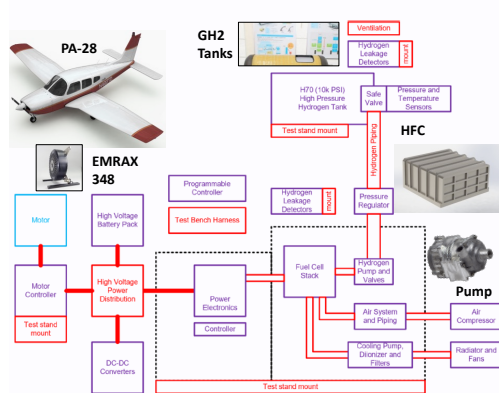 PA-28
GH2
Tanks
Ventilation
Hydrogen
Leakage
Detectors
mount
H70 (10k PSI)
High Pressure
Hydrogen Tank
Safe
Valve
Pressure and
Temperature
Sensors
Test stand mount
Hydrogen Piping
HFC
EMRAX
348
Programmable
Controller
Test Bench Harness
Hydrogen
Leakage
Detectors
mount
Pressure
Regulator
Motor
High Voltage
Battery Pack
Motor
Controller
Test stand
mount
High Voltage
Power
Distribution
DC-DC
Converters
Power
Electronics
Controller
Fuel Cell
Stack
Hydrogen
Pump and
Valves
Pump
Air System
and Piping
Air
Compressor
Cooling Pump,
DIionizer and
Filters
Radiator and
Fans
Test stand mount